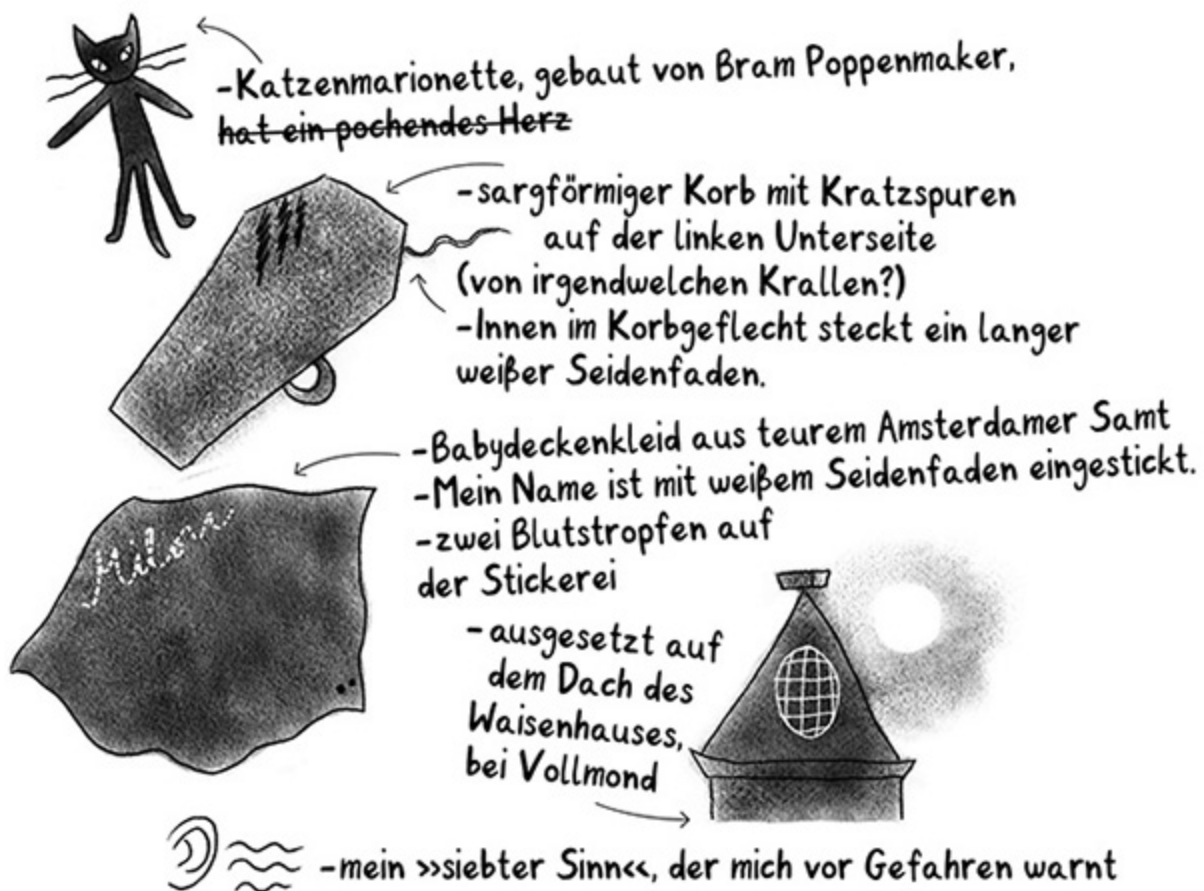 -Katzenmarionette, gebaut von Bram Poppenmaker,
hat ein pochendes Herz
-sargförmiger Korb mit Kratzspuren
auf der linken Unterseite
(von irgendwelchen Krallen?)
-Innen im Korbgeflecht steckt ein langer
weißer Seidenfaden.
-Babydeckenkleid aus teurem Amsterdamer Samt
-Mein Name ist mit weißem Seidenfaden eingestickt.
-zwei Blutstropfen auf
der Stickerei
Milou
-ausgesetzt auf
dem Dach des
Waisenhauses,
bei Vollmond
-mein »siebter Sinn«, der mich vor Gefahren warnt